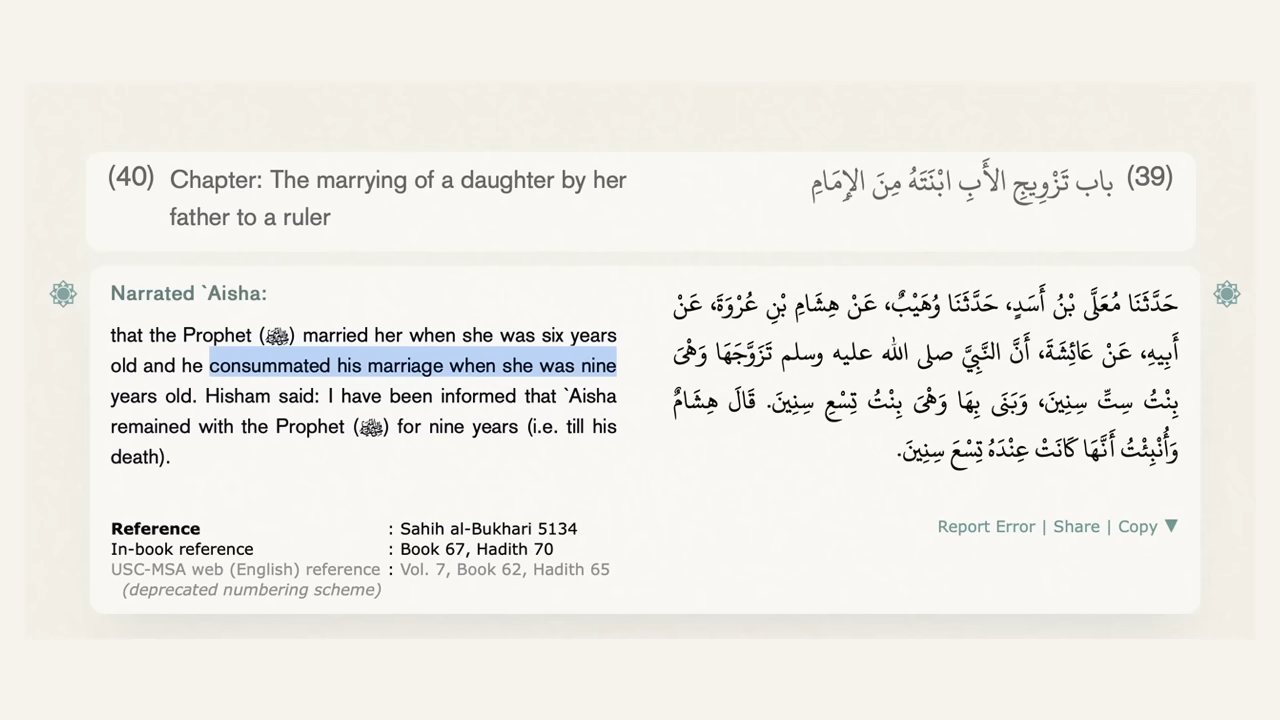 (40) Chapter: The marrying of a daughter by her
father to a ruler
(39) باب تَزْوِيجِ الأَبِ ابْنَتَهُ مِنَ الإِمَامِ
Narrated `Aisha:
that the Prophet (ﷺ) married her when she was six years
old and he consummated his marriage when she was nine
years old. Hisham said: I have been informed that `Aisha
remained with the Prophet (ﷺ) for nine years (i.e. till his
death).
حَدَّثَنَا مُعَلَّى بْنُ أَسَدٍ، حَدَّثَنَا وُهَيْبٌ، عَنْ هِشَامِ بْنِ عُرْوَةَ، عَنْ
أَبِيهِ، عَنْ عَائِشَةَ، أَنَّ النَّبِيَّ صلى الله عليه وسلم تَزَوَّجَهَا وَهْىَ
بِنْتُ سِتِّ سِنِينَ، وَبَنَى بِهَا وَهْىَ بِنْتُ تِسْعِ سِنِينَ. قَالَ هِشَامٌ
وَأُنْبِئْتُ أَنَّهَا كَانَتْ عِنْدَهُ تِسْعَ سِنِينَ.
Reference : Sahih al-Bukhari 5134
In-book reference : Book 67, Hadith 70
USC-MSA web (English) reference : Vol. 7, Book 62, Hadith 65
(deprecated numbering scheme)
Report Error | Share | Copy ▼